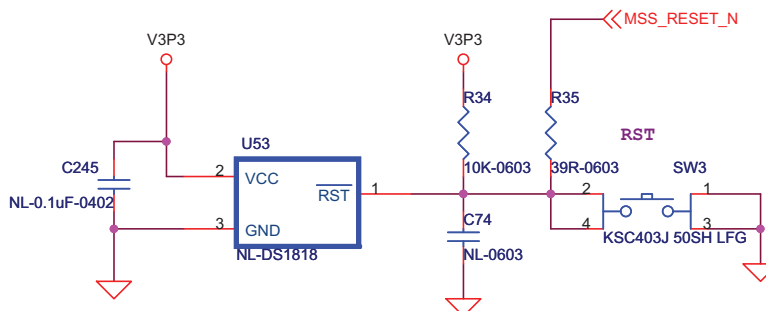 MSS_RESET_N
V3P3
V3P3
R34
R35
RST
U53
C245
10K-0603
39R-0603
SW3
2
VCC
1
2
1
NL-0.1uF-0402
RST
3
GND
C74
4
3
NL-DS1818
NL-0603
KSC403J 50SH LFG